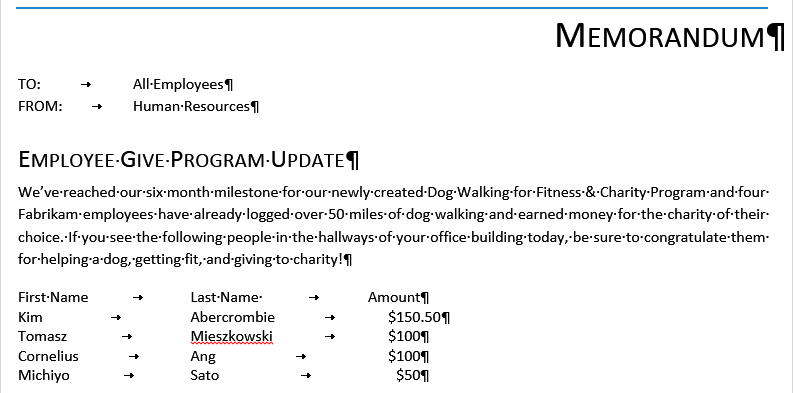 MEMORANDUM¶
TO: → All·Employees¶
FROM: → Human·Resources¶
EMPLOYEE·GIVE·PROGRAM·UPDATE¶
We’ve·reached·our·six·month·milestone·for·our·newly·created·Dog·Walking·for·Fitness·&·Charity·Program·and·four·
Fabrikam·employees·have·already·logged·over·50·miles·of·dog·walking·and·earned·money·for·the·charity·of·their·
choice.·If·you·see·the·following·people·in·the·hallways·of·your·office·building·today,·be·sure·to·congratulate·them·
for·helping·a·dog,·getting·fit,·and·giving·to·charity!¶
First·Name → Last·Name· → Amount¶
Kim → Abercrombie → $150.50¶
Tomasz → Mieszkowski → $100¶
Cornelius → Ang → $100¶
Michiyo → Sato → $50¶